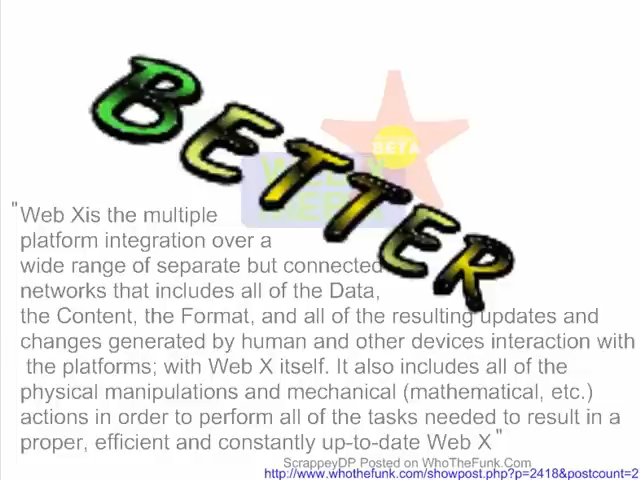 BETTER
BETA
"Web Xis the multiple
platform integration over a
wide range of separate but connected
networks that includes all of the Data,
the Content, the Format, and all of the resulting updates and
changes generated by human and other devices interaction with
the platforms; with Web X itself. It also includes all of the
physical manipulations and mechanical (mathematical, etc.)
actions in order to perform all of the tasks needed to result in a
proper, efficient and constantly up-to-date Web X"
ScrappeyDP Posted on WhoTheFunk.Com
http://www.whothefunk.com/showpost.php?p=2418&postcount=2